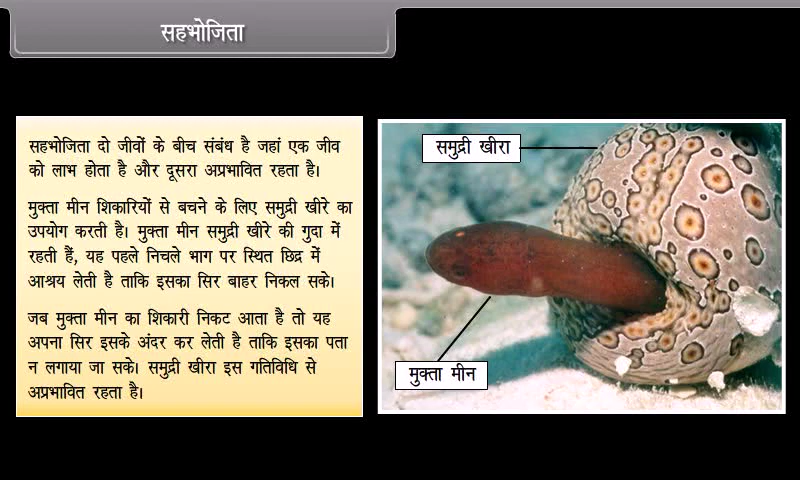 सहभोजिता
सहभोजिता दो जीवों के बीच संबंध है जहां एक जीव
को लाभ होता है और दूसरा अप्रभावित रहता है।
मुक्ता मीन शिकारियों से बचने के लिए समुद्री खीरे का
उपयोग करती है। मुक्ता मीन समुद्री खीरे की गुदा में
रहती हैं, यह पहले निचले भाग पर स्थित छिद्र में
आश्रय लेती है ताकि इसका सिर बाहर निकल सके।
जब मुक्ता मीन का शिकारी निकट आता है तो यह
अपना सिर इसके अंदर कर लेती है ताकि इसका पता
न लगाया जा सके। समुद्री खीरा इस गतिविधि से
अप्रभावित रहता है।
समुद्री खीरा
मुक्ता मीन